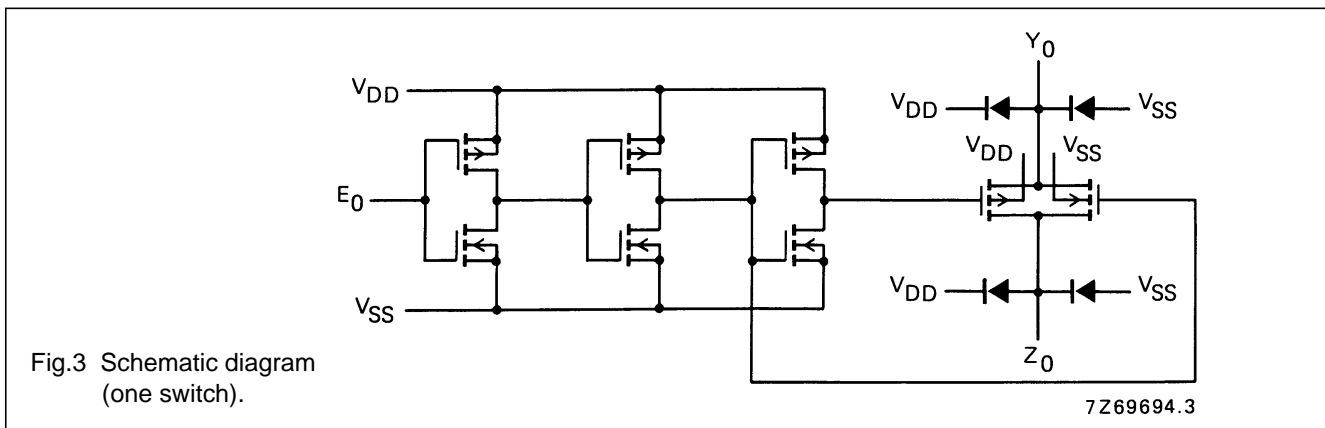 Y0
VDD
VDD
VSS
VDD
VSS
E0
VSS
VDD
VSS
Z0
Fig.3 Schematic diagram
(one switch).
7Z69694.3